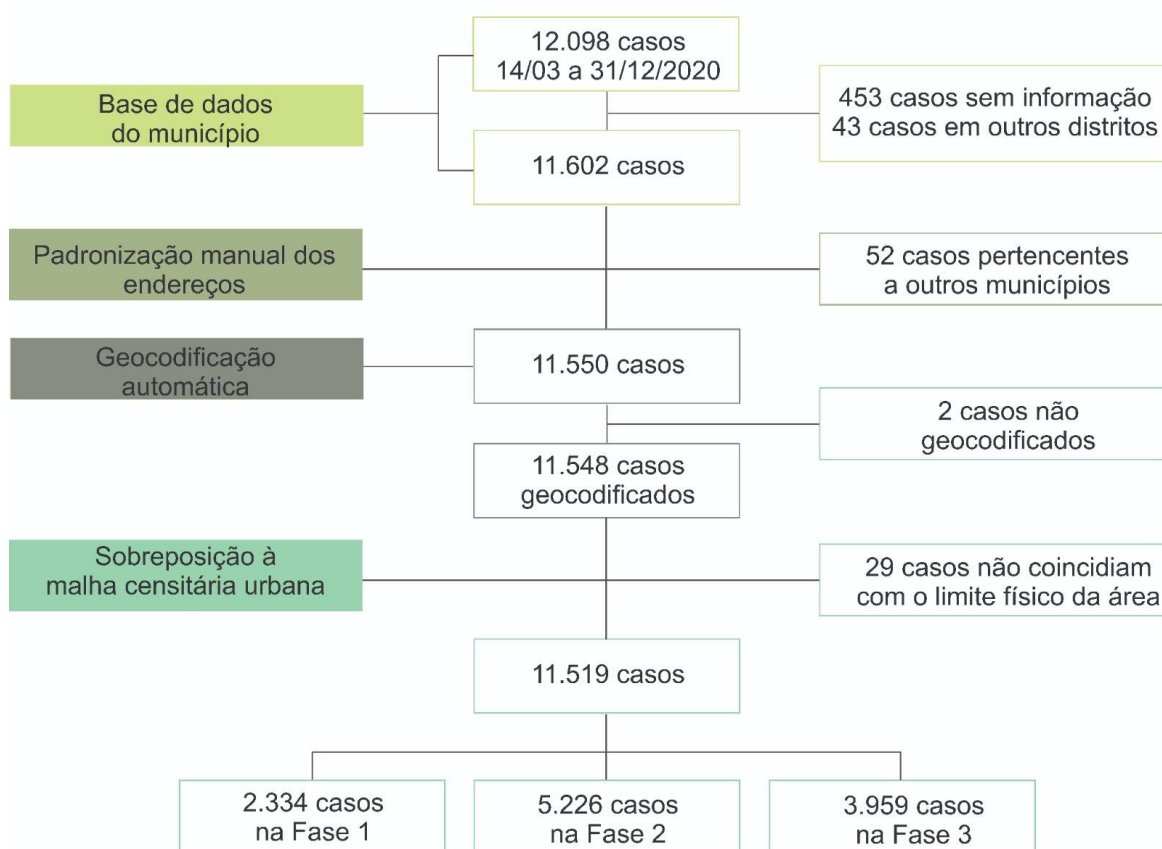 12.098 casos
14/03 a 31/12/2020
Base de dados
do município
453 casos sem informação
43 casos em outros distritos
11.602 casos
Padronização manual dos
endereços
52 casos pertencentes
a outros municípios
Geocodificação
automática
11.550 casos
2 casos não
geocodificados
11.548 casos
geocodificados
Sobreposição à
malha censitária urbana
29 casos não coincidiam
com o limite físico da área
11.519 casos
2.334 casos
na Fase 1
5.226 casos
na Fase 2
3.959 casos
na Fase 3